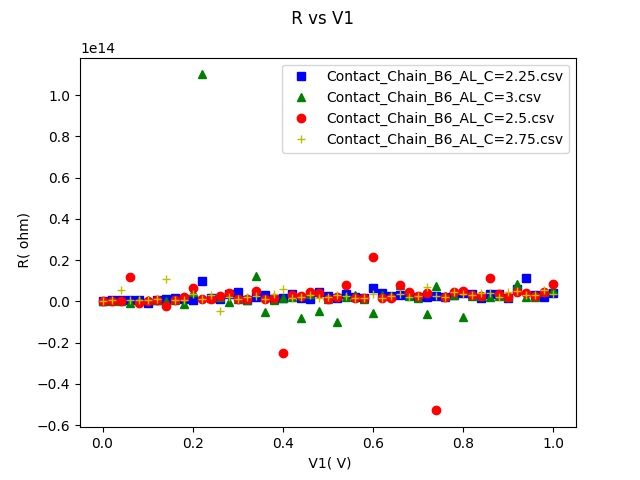 R vs V1
1e14
Contact_Chain_B6_AL_C=2.25.csv
Contact_Chain_B6_AL_C=3.csv
Contact_Chain_B6_AL_C=2.5.csv
Contact_Chain_B6_AL_C=2.75.csv
1.0
0.8
0.6
0.4
0.2
0.0
−0.2
−0.4
−0.6
R( ohm)
0.0 0.2 0.4 0.6 0.8 1.0
V1( V)